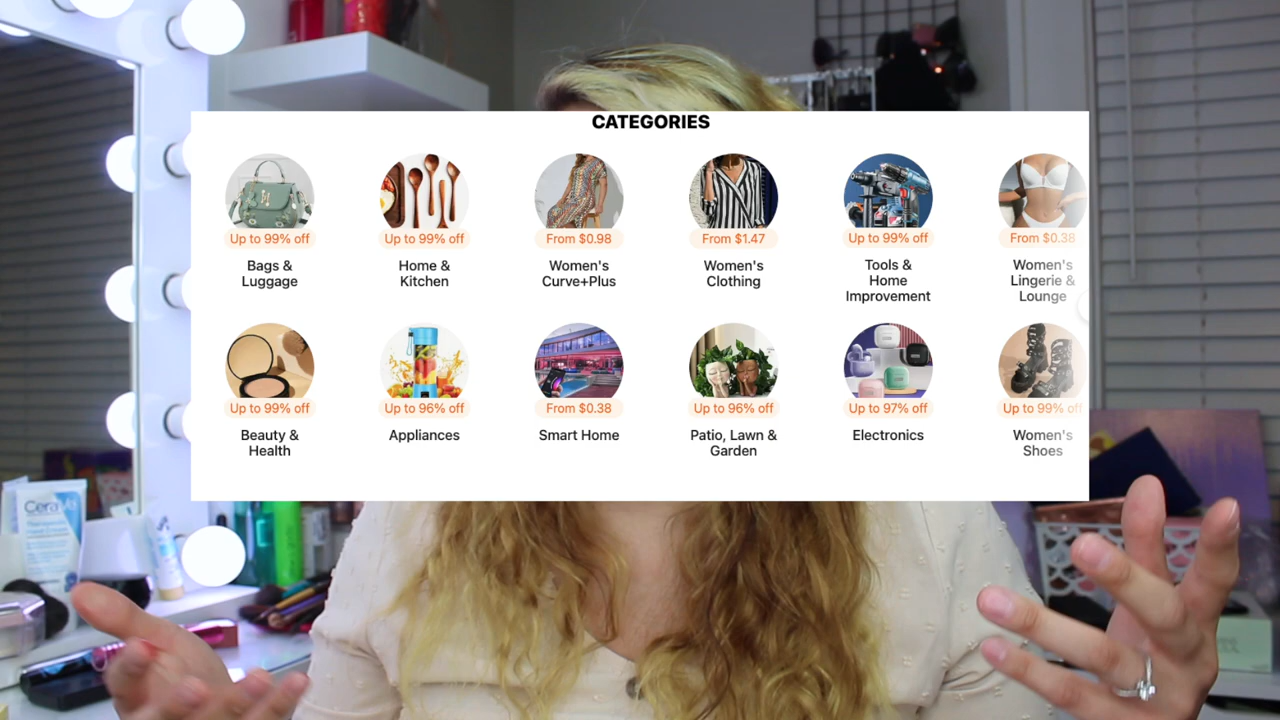 CATEGORIES
Up to 99% off
Up to 99% off
From $0.98
From $1.47
Up to 99% off
From $0.38
Bags &
Luggage
Home &
Kitchen
Women's
Curve+Plus
Women's
Clothing
Tools &
Home
Improvement
Women's
Lingerie &
Lounge
Up to 99% off
Up to 96% off
From $0.38
Up to 96% off
Up to 97% off
Up to 99% off
Beauty &
Health
Appliances
Smart Home
Patio, Lawn &
Garden
Electronics
Women's
Shoes
CeraVe